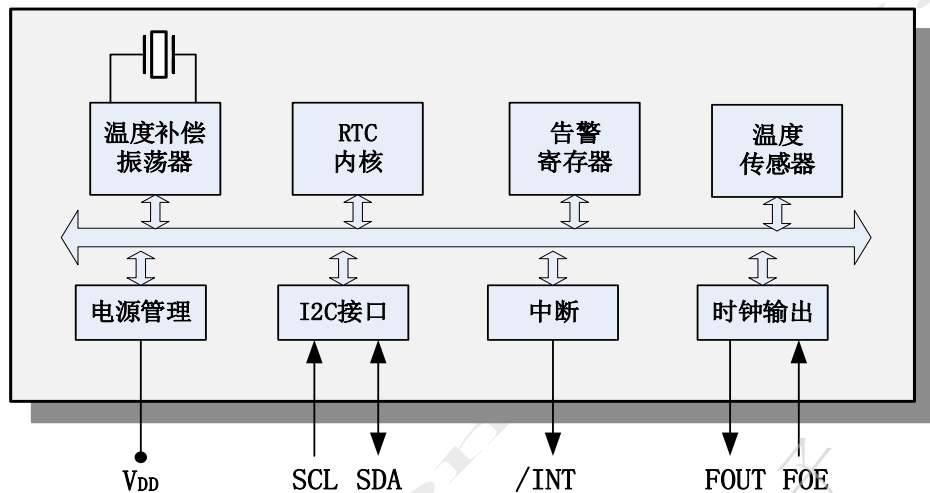 温度补偿
振荡器
RTC
内核
告警
寄存器
温度
传感器
电源管理
I2C接口
中断
时钟输出
VDD
SCL SDA
/INT
FOUT FOE